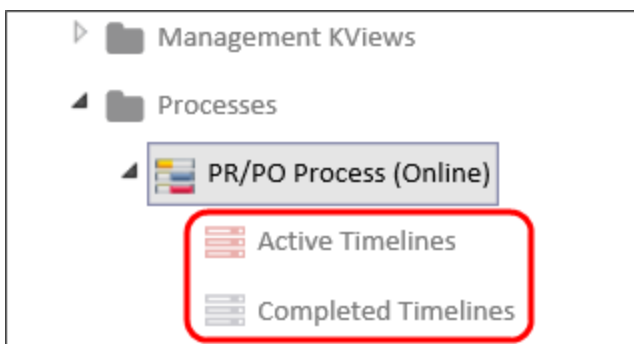 Management KViews
Processes
PR/PO Process (Online)
Active Timelines
Completed Timelines